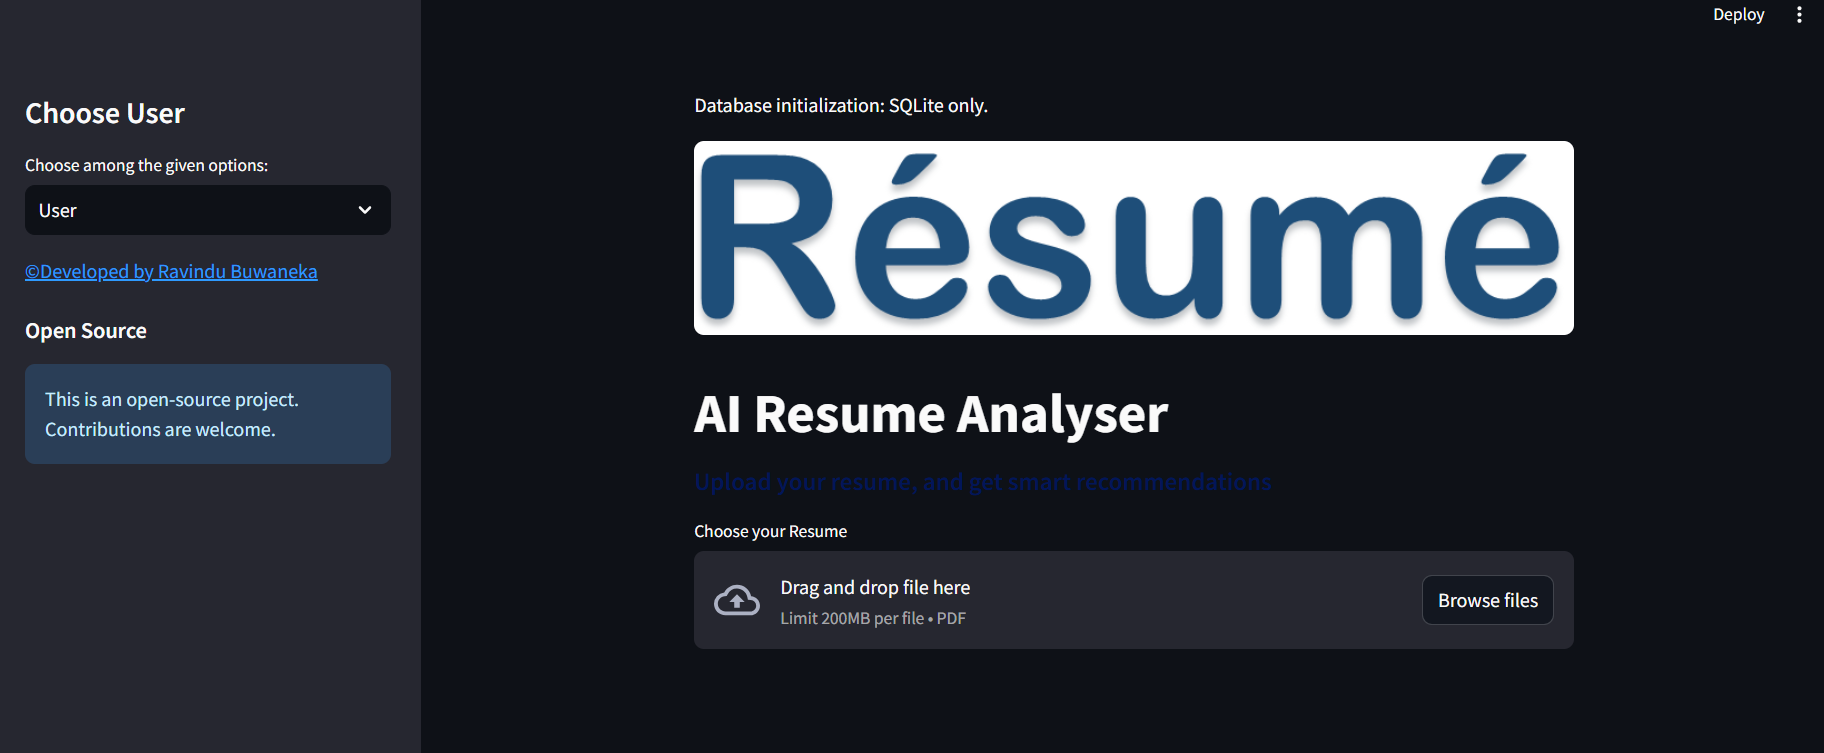 Deploy
Choose User
Choose among the given options:
User
©Developed by Ravindu Buwaneka
Open Source
This is an open-source project.
Contributions are welcome.
Database initialization: SQLite only.
Résumé
AI Resume Analyser
Upload your resume, and get smart recommendations
Choose your Resume
Drag and drop file here
Limit 200MB per file • PDF
Browse files